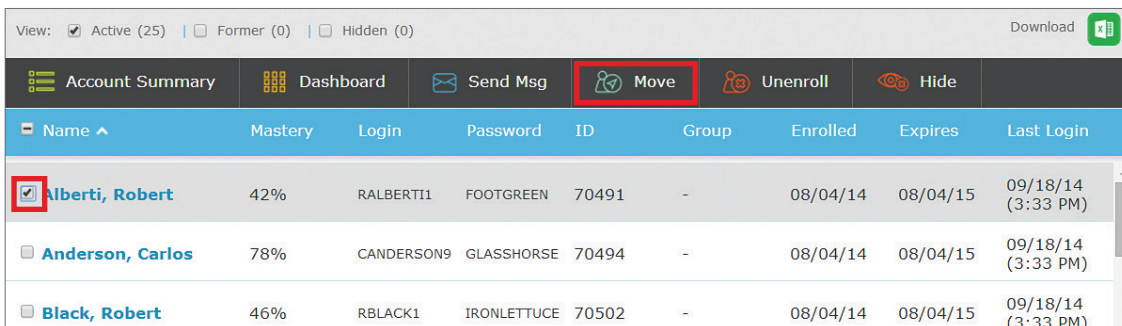 View: Active (25) | Former (0) | Hidden (0) Download
Account Summary Dashboard Send Msg Move Unenroll Hide
Name Mastery Login Password ID Group Enrolled Expires Last Login
Alberti, Robert 42% RALBERTI1 FOOTGREEN 70491 - 08/04/14 08/04/15 09/18/14
(3:33 PM)
Anderson, Carlos 78% CANDERSON9 GLASSHORSE 70494 - 08/04/14 08/04/15 09/18/14
(3:33 PM)
Black, Robert 46% RBLACK1 IRONLETTUCE 70502 - 08/04/14 08/04/15 09/18/14
(3:33 PM)